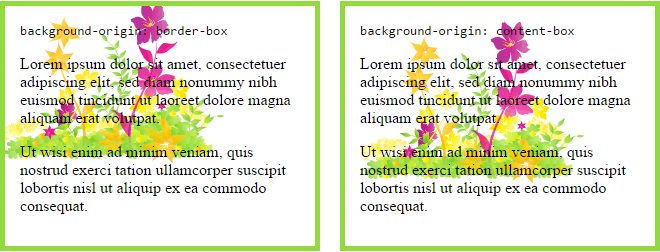 background-origin: border-box
Lorem ipsum dolor sit amet, consectetuer
adipiscing elit, sed diam nonummy nibh
euismod tincidunt ut laoreet dolore magna
aliquam erat volutpat.
Ut wisi enim ad minim veniam, quis
nostrud exerci tation ullamcorper suscipit
lobortis nisl ut aliquip ex ea commodo
consequat.
background-origin: content-box
Lorem ipsum dolor sit amet, consectetuer
adipiscing elit, sed diam nonummy nibh
euismod tincidunt ut laoreet dolore magna
aliquam erat volutpat.
Ut wisi enim ad minim veniam, quis
nostrud exerci tation ullamcorper suscipit
lobortis nisl ut aliquip ex ea commodo
consequat.